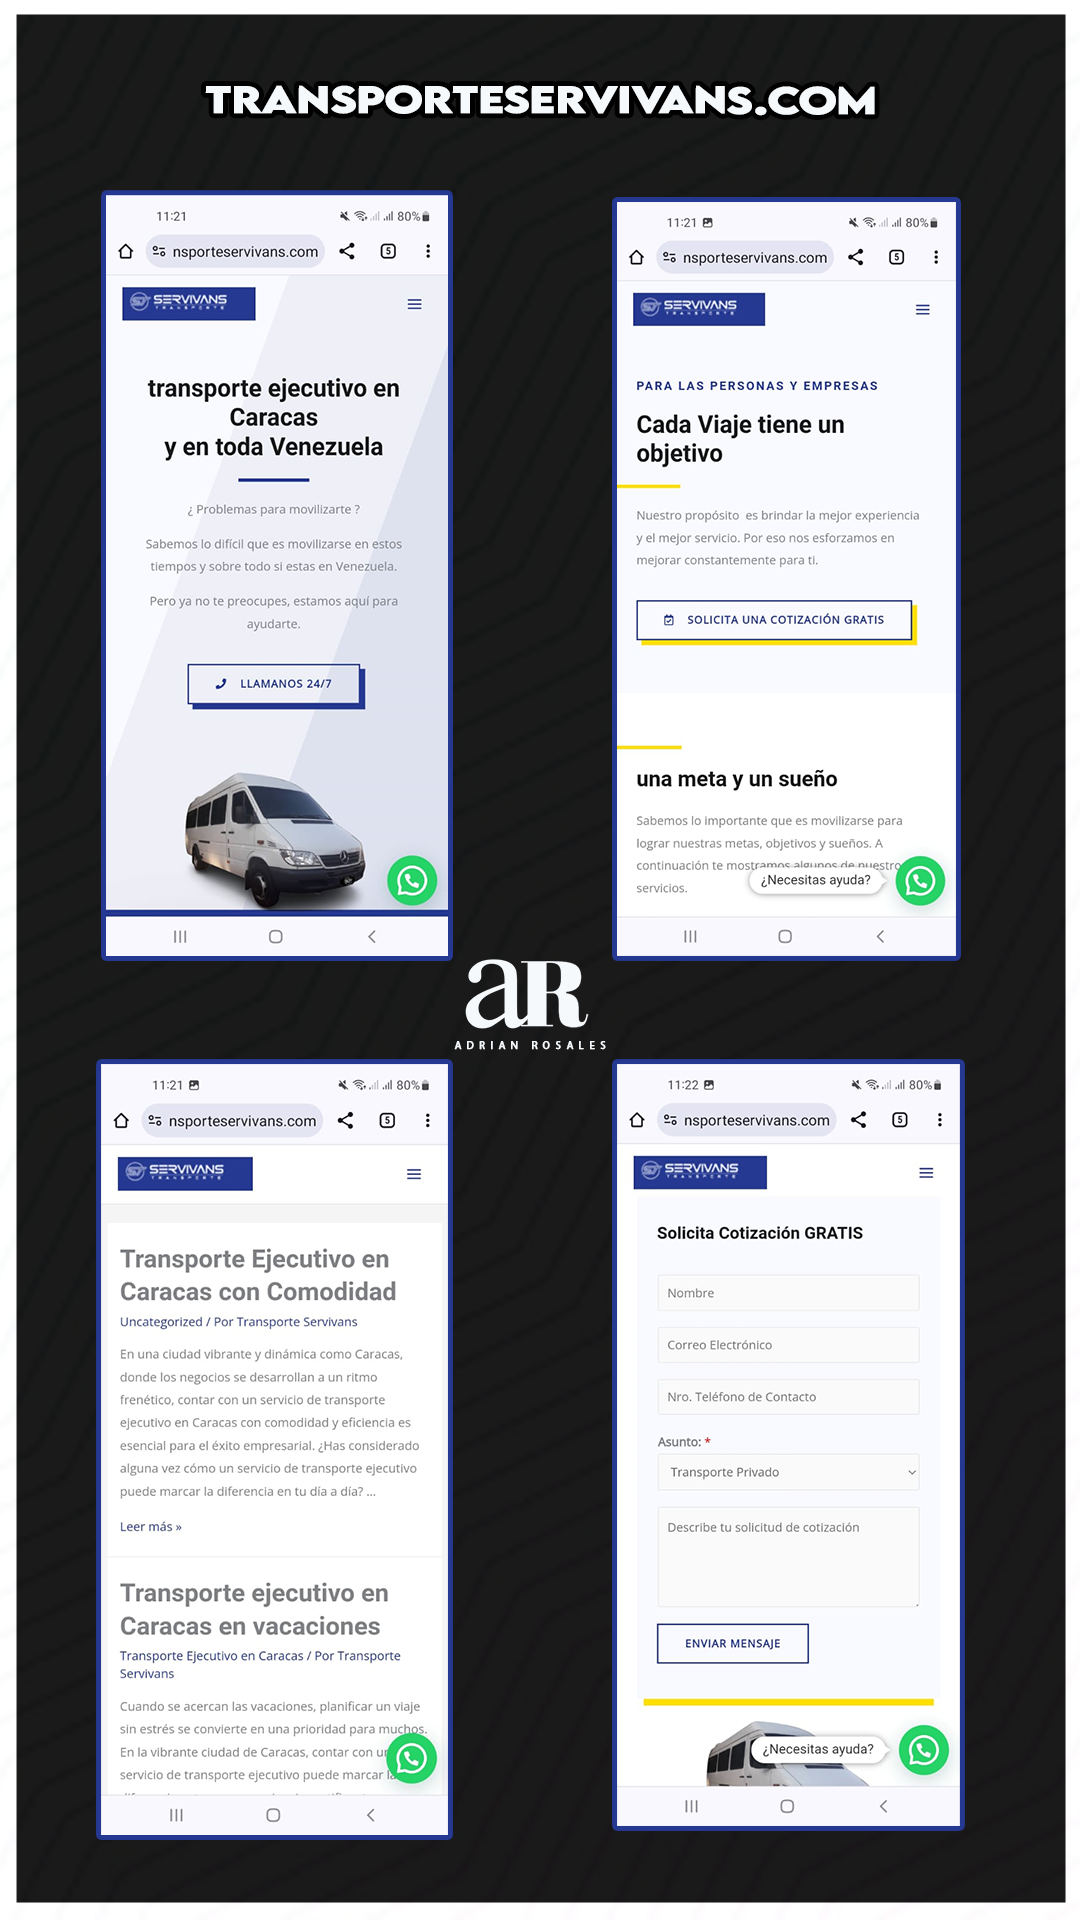 TRANSPORTESERVIVANS.COM
11:21
80%
nsporteservivans.com
5
SERVIVANS
TRANSPORTE
transporte ejecutivo en
Caracas
y en toda Venezuela
¿ Problemas para movilizarte ?
Sabemos lo difícil que es movilizarse en estos
tiempos y sobre todo si estas en Venezuela.
Pero ya no te preocupes, estamos aquí para
ayudarte.
LLAMANOS 24/7
11:21
80%
nsporteservivans.com
5
SERVIVANS
TRANSPORTE
PARA LAS PERSONAS Y EMPRESAS
Cada Viaje tiene un
objetivo
Nuestro propósito es brindar la mejor experiencia
y el mejor servicio. Por eso nos esforzamos en
mejorar constantemente para ti.
SOLICITA UNA COTIZACIÓN GRATIS
una meta y un sueño
Sabemos lo importante que es movilizarse para
lograr nuestras metas, objetivos y sueños. A
continuación te mostramos algunos de nuestro
servicios.
¿Necesitas ayuda?
aR
ADRIAN ROSALES
11:21
80%
nsporteservivans.com
5
SERVIVANS
TRANSPORTE
Transporte Ejecutivo en
Caracas con Comodidad
Uncategorized / Por Transporte Servivans
En una ciudad vibrante y dinámica como Caracas,
donde los negocios se desarrollan a un ritmo
frenético, contar con un servicio de transporte
ejecutivo en Caracas con comodidad y eficiencia es
esencial para el éxito empresarial. ¿Has considerado
alguna vez cómo un servicio de transporte ejecutivo
puede marcar la diferencia en tu día a día? ...
Leer más »
Transporte ejecutivo en
Caracas en vacaciones
Transporte Ejecutivo en Caracas / Por Transporte
Servivans
Cuando se acercan las vacaciones, planificar un viaje
sin estrés se convierte en una prioridad para muchos.
En la vibrante ciudad de Caracas, contar con un
servicio de transporte ejecutivo puede marcar la
11:22
80%
nsporteservivans.com
5
SERVIVANS
TRANSPORTE
Solicita Cotización GRATIS
Nombre
Correo Electrónico
Nro. Teléfono de Contacto
Asunto: *
Transporte Privado
Describe tu solicitud de cotización
ENVIAR MENSAJE
¿Necesitas ayuda?